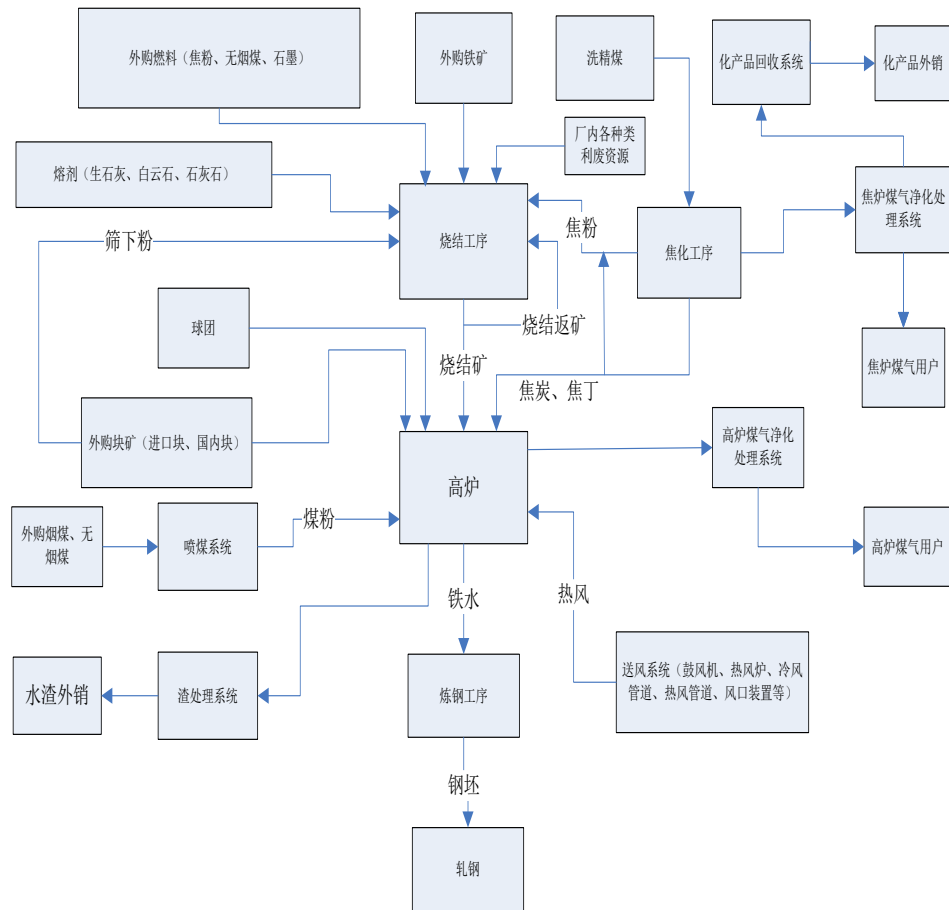 外购燃料（焦粉、无烟煤、石墨）
外购铁矿
洗精煤
化产品回收系统
化产品外销
厂内各种类
利废资源
熔剂（生石灰、白云石、石灰石）
焦炉煤气净化处
理系统
筛下粉
烧结工序
焦粉
焦化工序
球团
烧结返矿
烧结矿
焦炉煤气用户
焦炭、焦丁
外购块矿（进口块、国内块）
高炉煤气净化
处理系统
高炉
外购烟煤、无
烟煤
喷煤系统
煤粉
高炉煤气用户
铁水
热风
水渣外销
渣处理系统
炼钢工序
送风系统（鼓风机、热风炉、冷风
管道、热风管道、风口装置等）
钢坯
轧钢